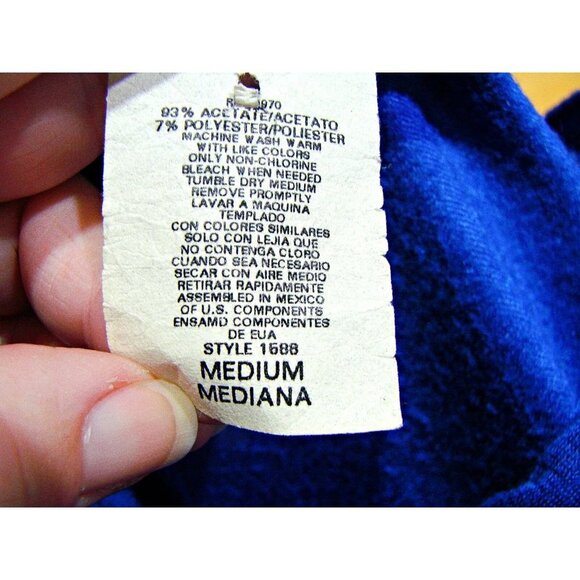 93% ACETATE/ACETATO
7% POLYESTER/POLIESTER
MACHINE WASH WARM
WITH LIKE COLORS
ONLY NON-CHLORINE
BLEACH WHEN NEEDED
TUMBLE DRY MEDIUM
REMOVE PROMPTLY
LAVAR A MAQUINA
TEMPLADO
CON COLORES SIMILARES
SOLO CON LEJIA QUE
NO CONTENGA CLORO
CUANDO SEA NECESARIO
SECAR CON AIRE MEDIO
RETIRAR RAPIDAMENTE
ASSEMBLED IN MEXICO
OF U.S. COMPONENTS
ENSAMD COMPONENTES
DE EUA
STYLE 1588
MEDIUM
MEDIANA